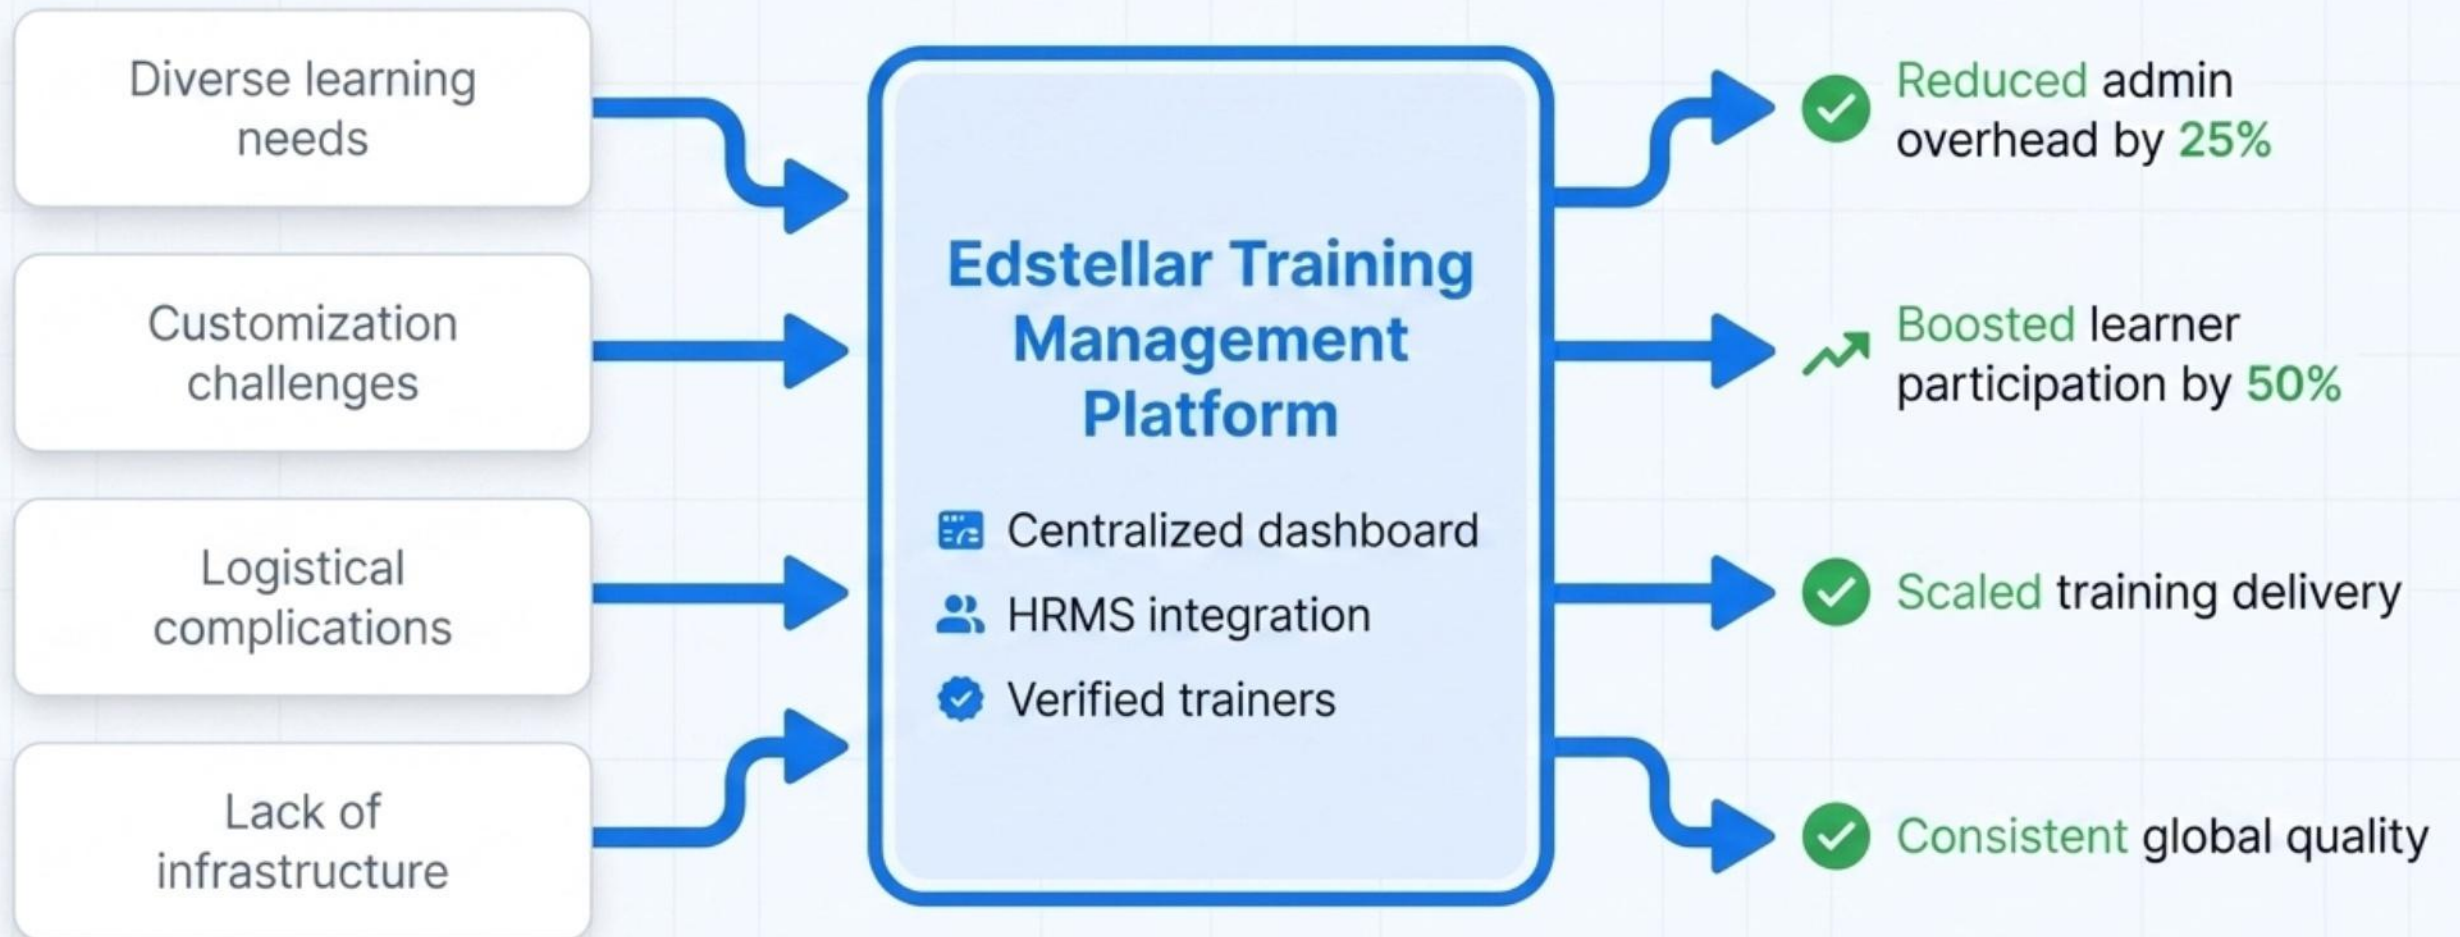 Diverse learning
needs
Customization
challenges
Logistical
complications
Lack of
infrastructure
Edstellar Training
Management
Platform
Centralized dashboard
HRMS integration
Verified trainers
Reduced admin
overhead by 25%
Boosted learner
participation by 50%
Scaled training delivery
Consistent global quality